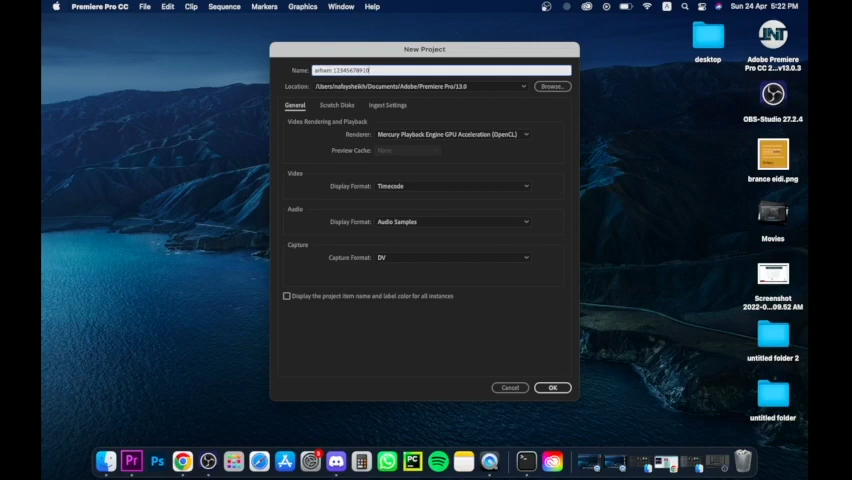 Premiere Pro CC File Edit Clip Sequence Markers Graphics Window Help Sun 24 Apr 5:22 PM
New Project
Name: arham 12345678910
Location: /Users/nafaysheikh/Documents/Adobe/Premiere Pro/13.0 Browse...
General Scratch Disks Ingest Settings
Video Rendering and Playback
Renderer: Mercury Playback Engine GPU Acceleration (OpenCL)
Preview Cache: None
Video
Display Format: Timecode
Audio
Display Format: Audio Samples
Capture
Capture Format: DV
Display the project item name and label color for all instances
Cancel OK
desktop
Adobe Premiere
Pro CC 2...v13.0.3
OBS-Studio 27.2.4
brance eidi.png
Movies
Screenshot
2022-0...09.52 AM
untitled folder 2
untitled folder
Pr Ps PC